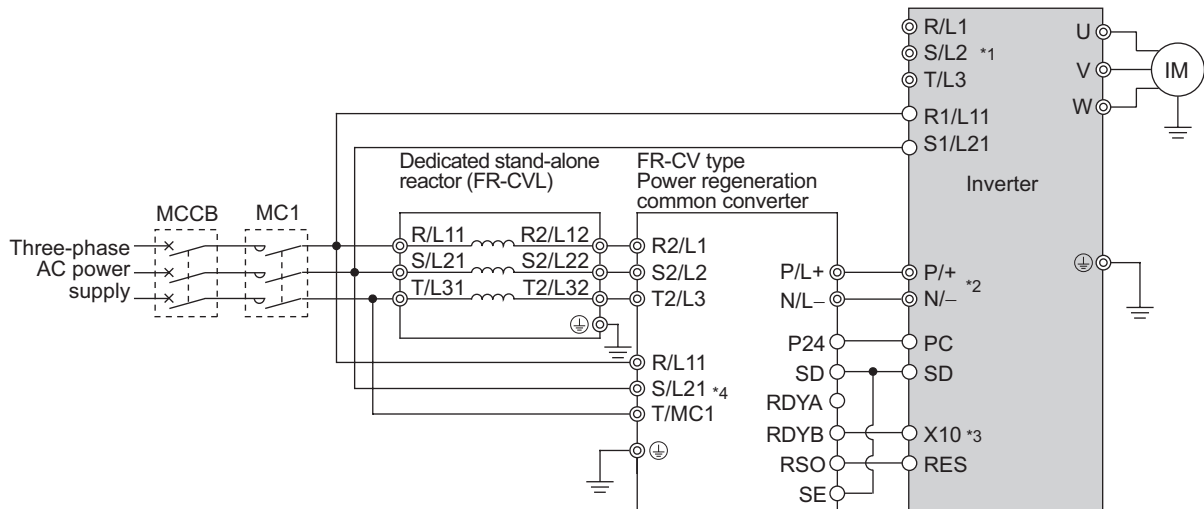 R/L1
S/L2 *1
T/L3
R1/L11
S1/L21
U
V
W
IM
Inverter
Dedicated stand-alone
reactor (FR-CVL)
FR-CV type
Power regeneration
common converter
MCCB
MC1
Three-phase
AC power
supply
R/L11
R2/L12
S/L21
S2/L22
T/L31
T2/L32
R2/L1
S2/L2
T2/L3
R/L11
S/L21 *4
T/MC1
P/L+
N/L−
P24
SD
RDYA
RDYB
RSO
SE
P/+
*2
N/−
PC
SD
X10 *3
RES